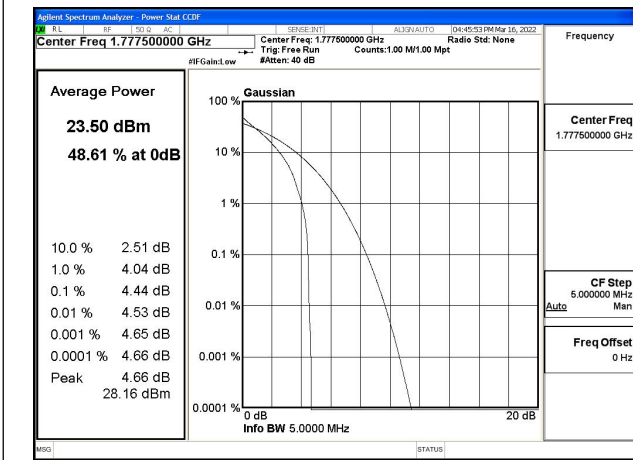 Agilent Spectrum Analyzer - Power Stat CCDF
RL RF 50 Ω AC SENSE:INT ALIGN AUTO 04:45:53 PM Mar 16, 2022
Center Freq 1.777500000 GHz
Center Freq: 1.777500000 GHz Radio Std: None
Trig: Free Run Counts:1.00 M/1.00 Mpt
#IFGain:Low #Atten: 40 dB
Frequency
Average Power
23.50 dBm
48.61 % at 0dB
10.0 % 2.51 dB
1.0 % 4.04 dB
0.1 % 4.44 dB
0.01 % 4.53 dB
0.001 % 4.65 dB
0.0001 % 4.66 dB
Peak 4.66 dB
28.16 dBm
Gaussian
100 %
10 %
1 %
0.1 %
0.01 %
0.001 %
0.0001 %
0 dB 20 dB
Info BW 5.0000 MHz
Center Freq
1.777500000 GHz
CF Step
5.000000 MHz
Auto Man
Freq Offset
0 Hz
MSG STATUS